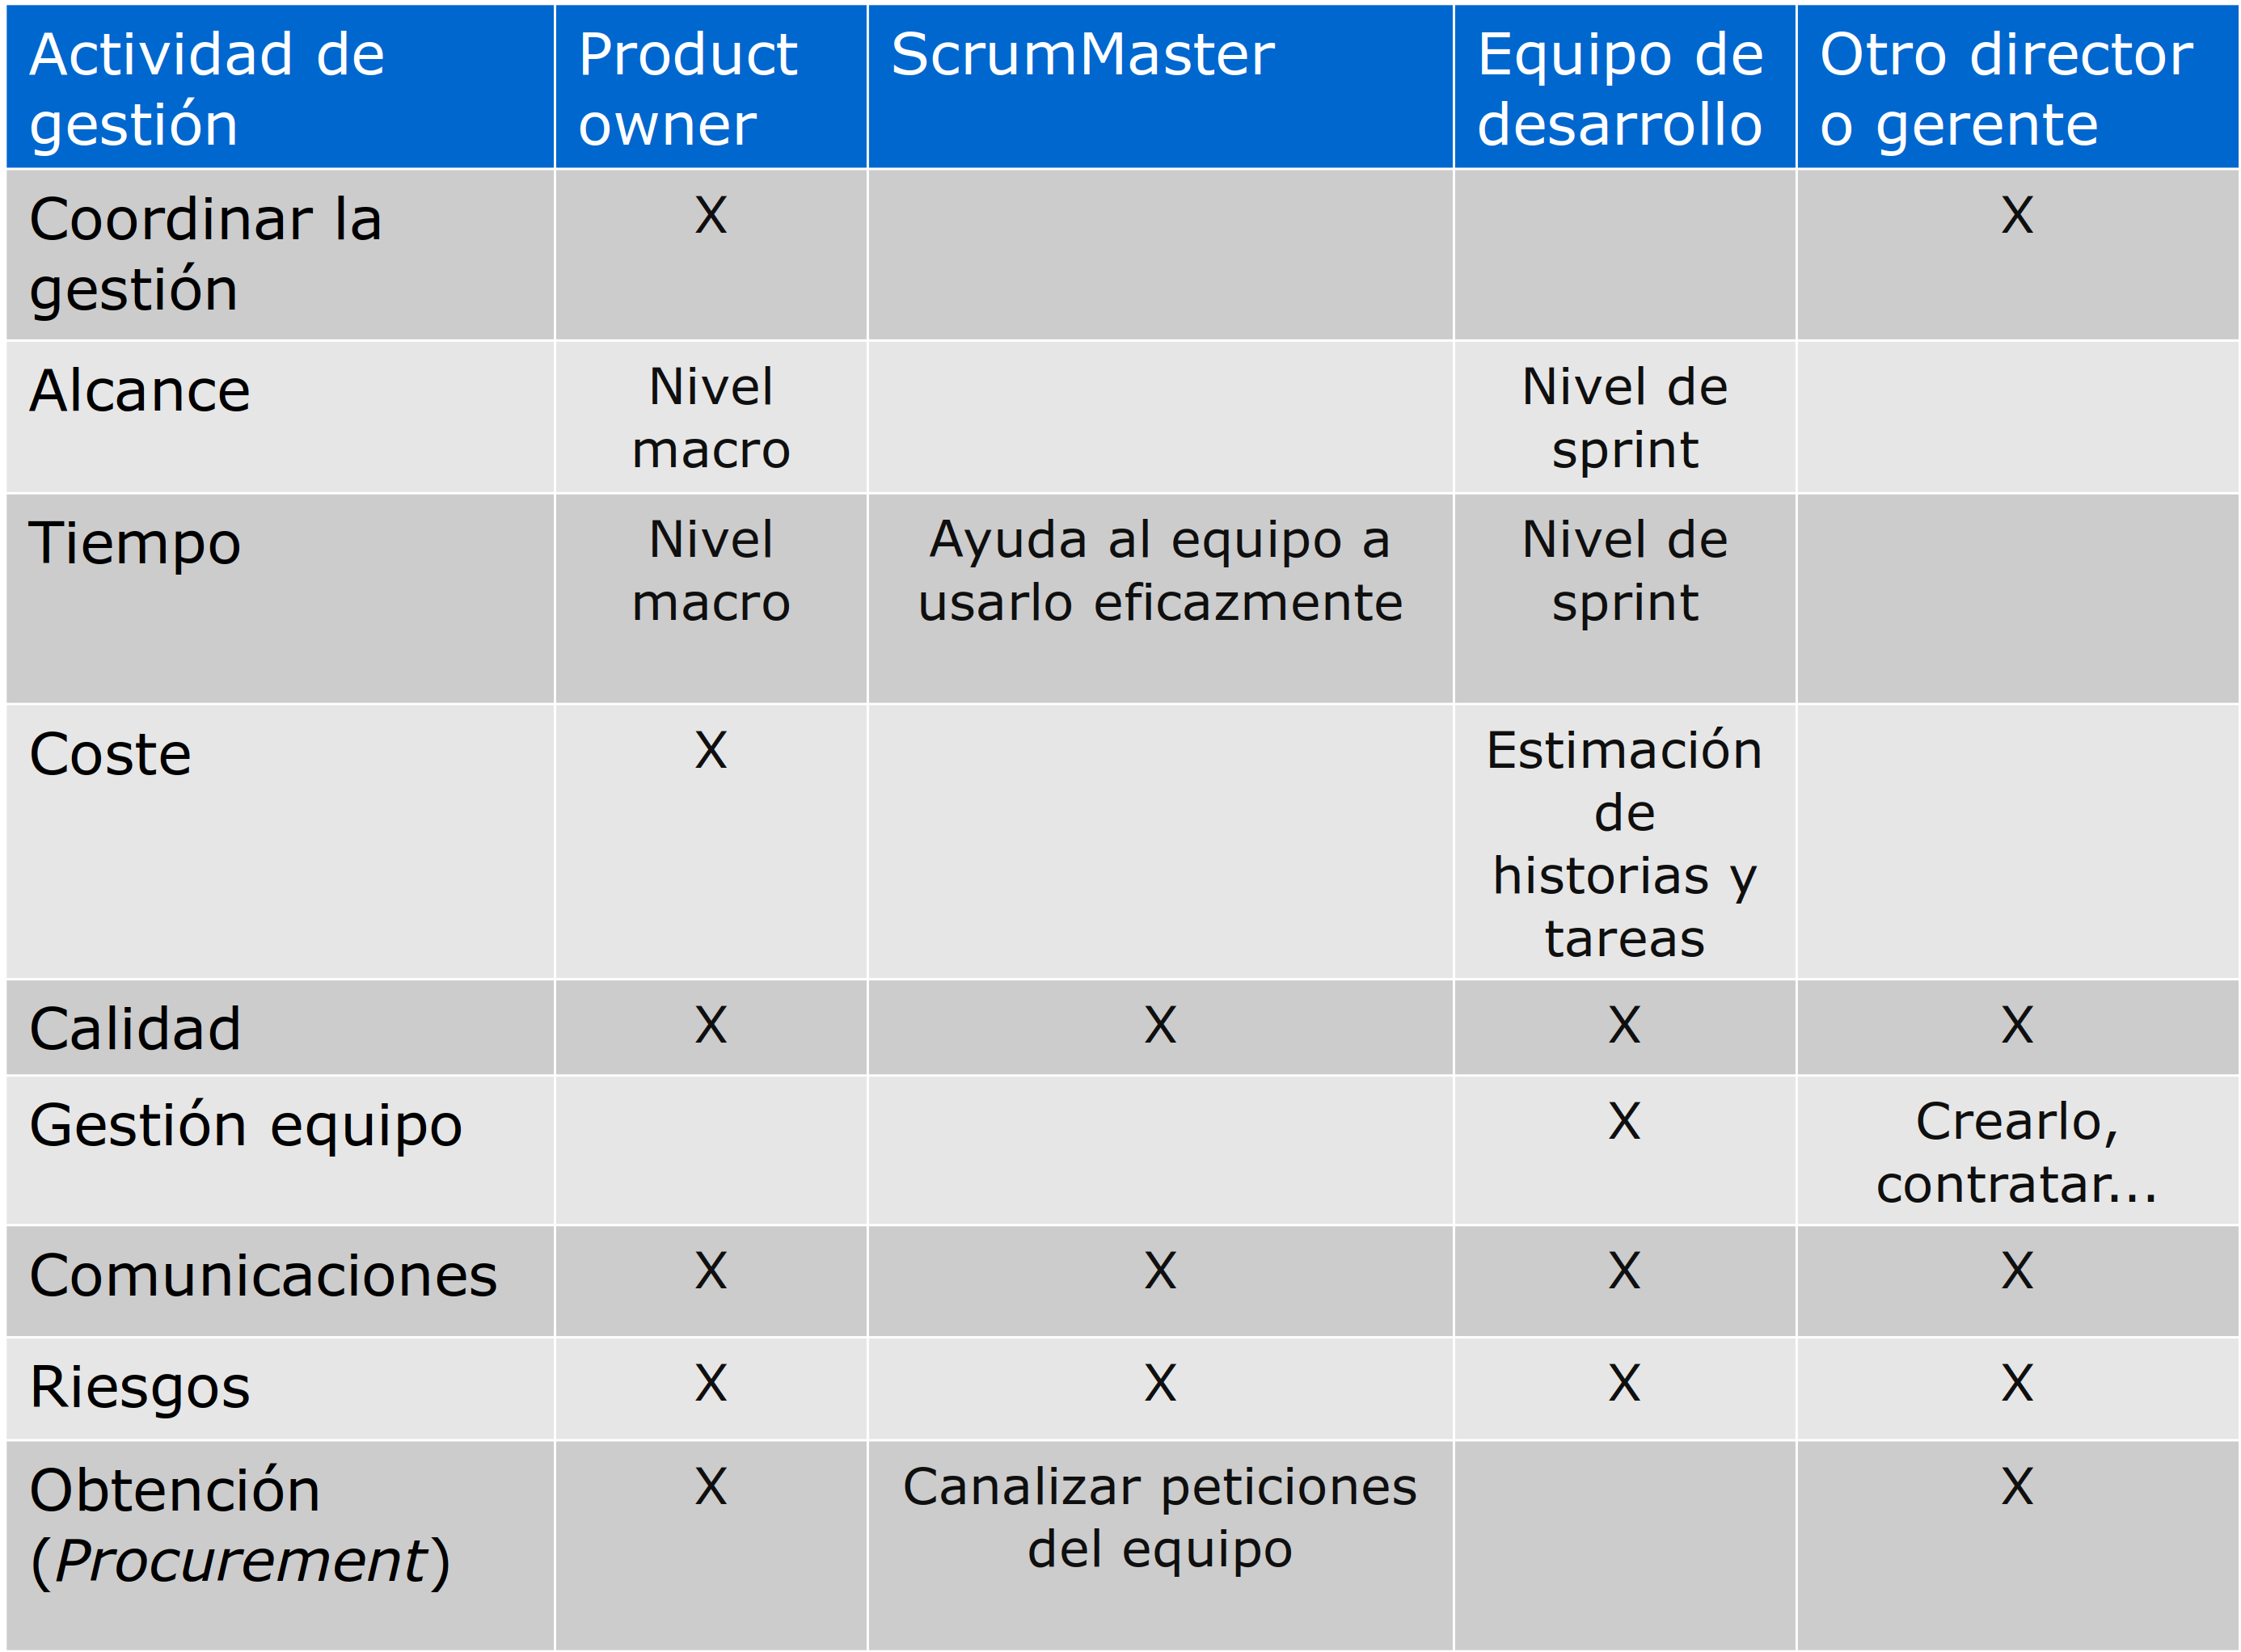 Actividad de
gestión
Product
owner
ScrumMaster
Equipo de
desarrollo
Otro director
o gerente
Coordinar la
gestión
X
X
Alcance
Nivel
macro
Nivel de
sprint
Tiempo
Nivel
macro
Ayuda al equipo a
usarlo eficazmente
Nivel de
sprint
Coste
X
Estimación
de
historias y
tareas
Calidad
X
X
X
X
Gestión equipo
X
Crearlo,
contratar...
Comunicaciones
X
X
X
X
Riesgos
X
X
X
X
Obtención
(Procurement)
X
Canalizar peticiones
del equipo
X